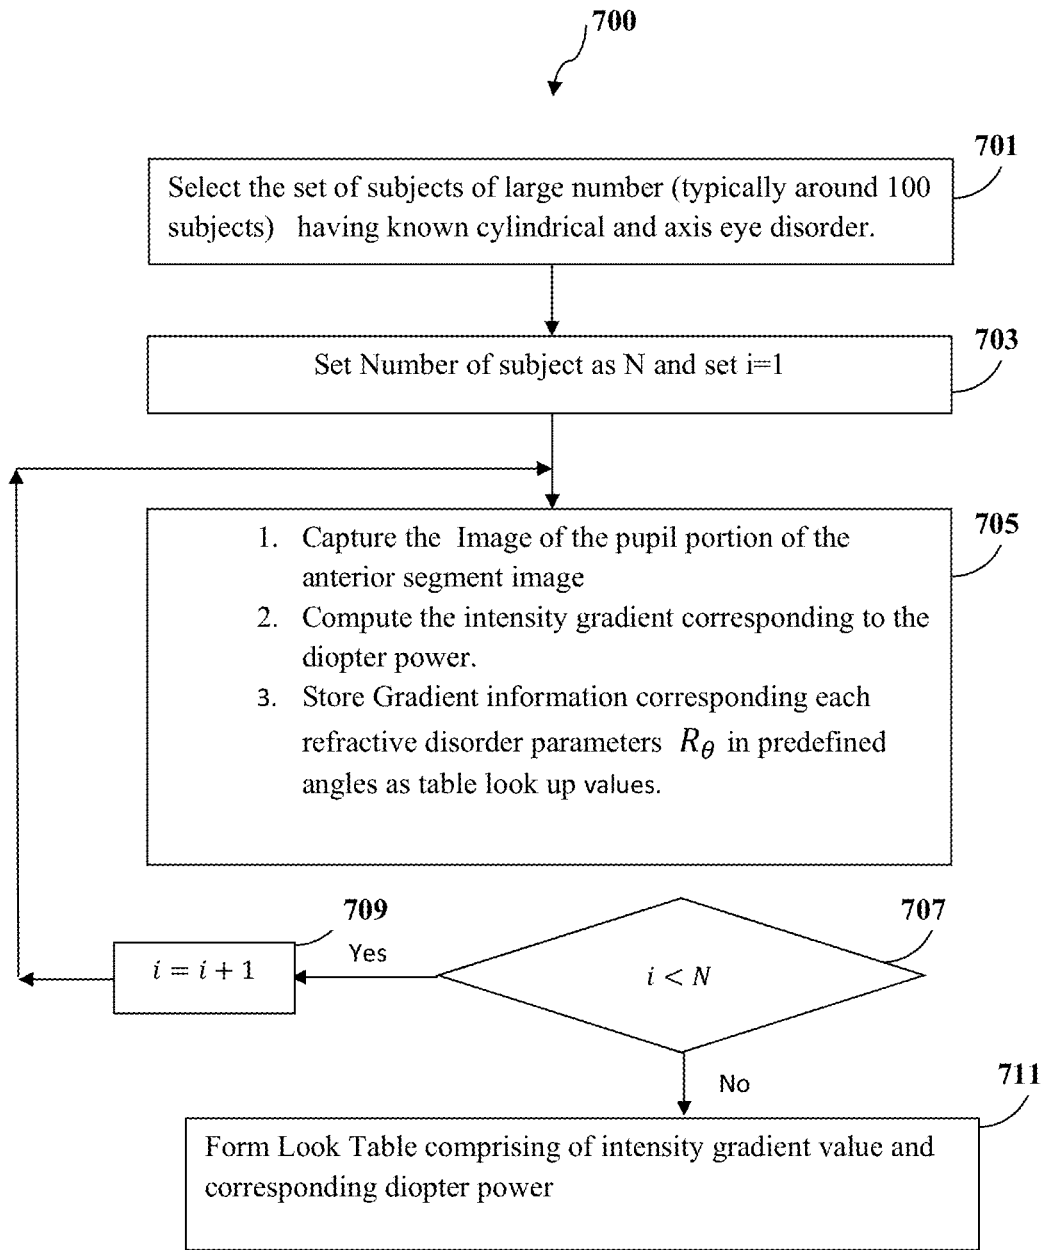 700
701
Select the set of subjects of large number (typically around 100
subjects) having known cylindrical and axis eye disorder.
703
Set Number of subject as N and set i=1
705
1. Capture the Image of the pupil portion of the
anterior segment image
2. Compute the intensity gradient corresponding to the
diopter power.
3. Store Gradient information corresponding each
refractive disorder parameters R_θ in predefined
angles as table look up values.
709
707
Yes
i = i + 1
i < N
No
711
Form Look Table comprising of intensity gradient value and
corresponding diopter power